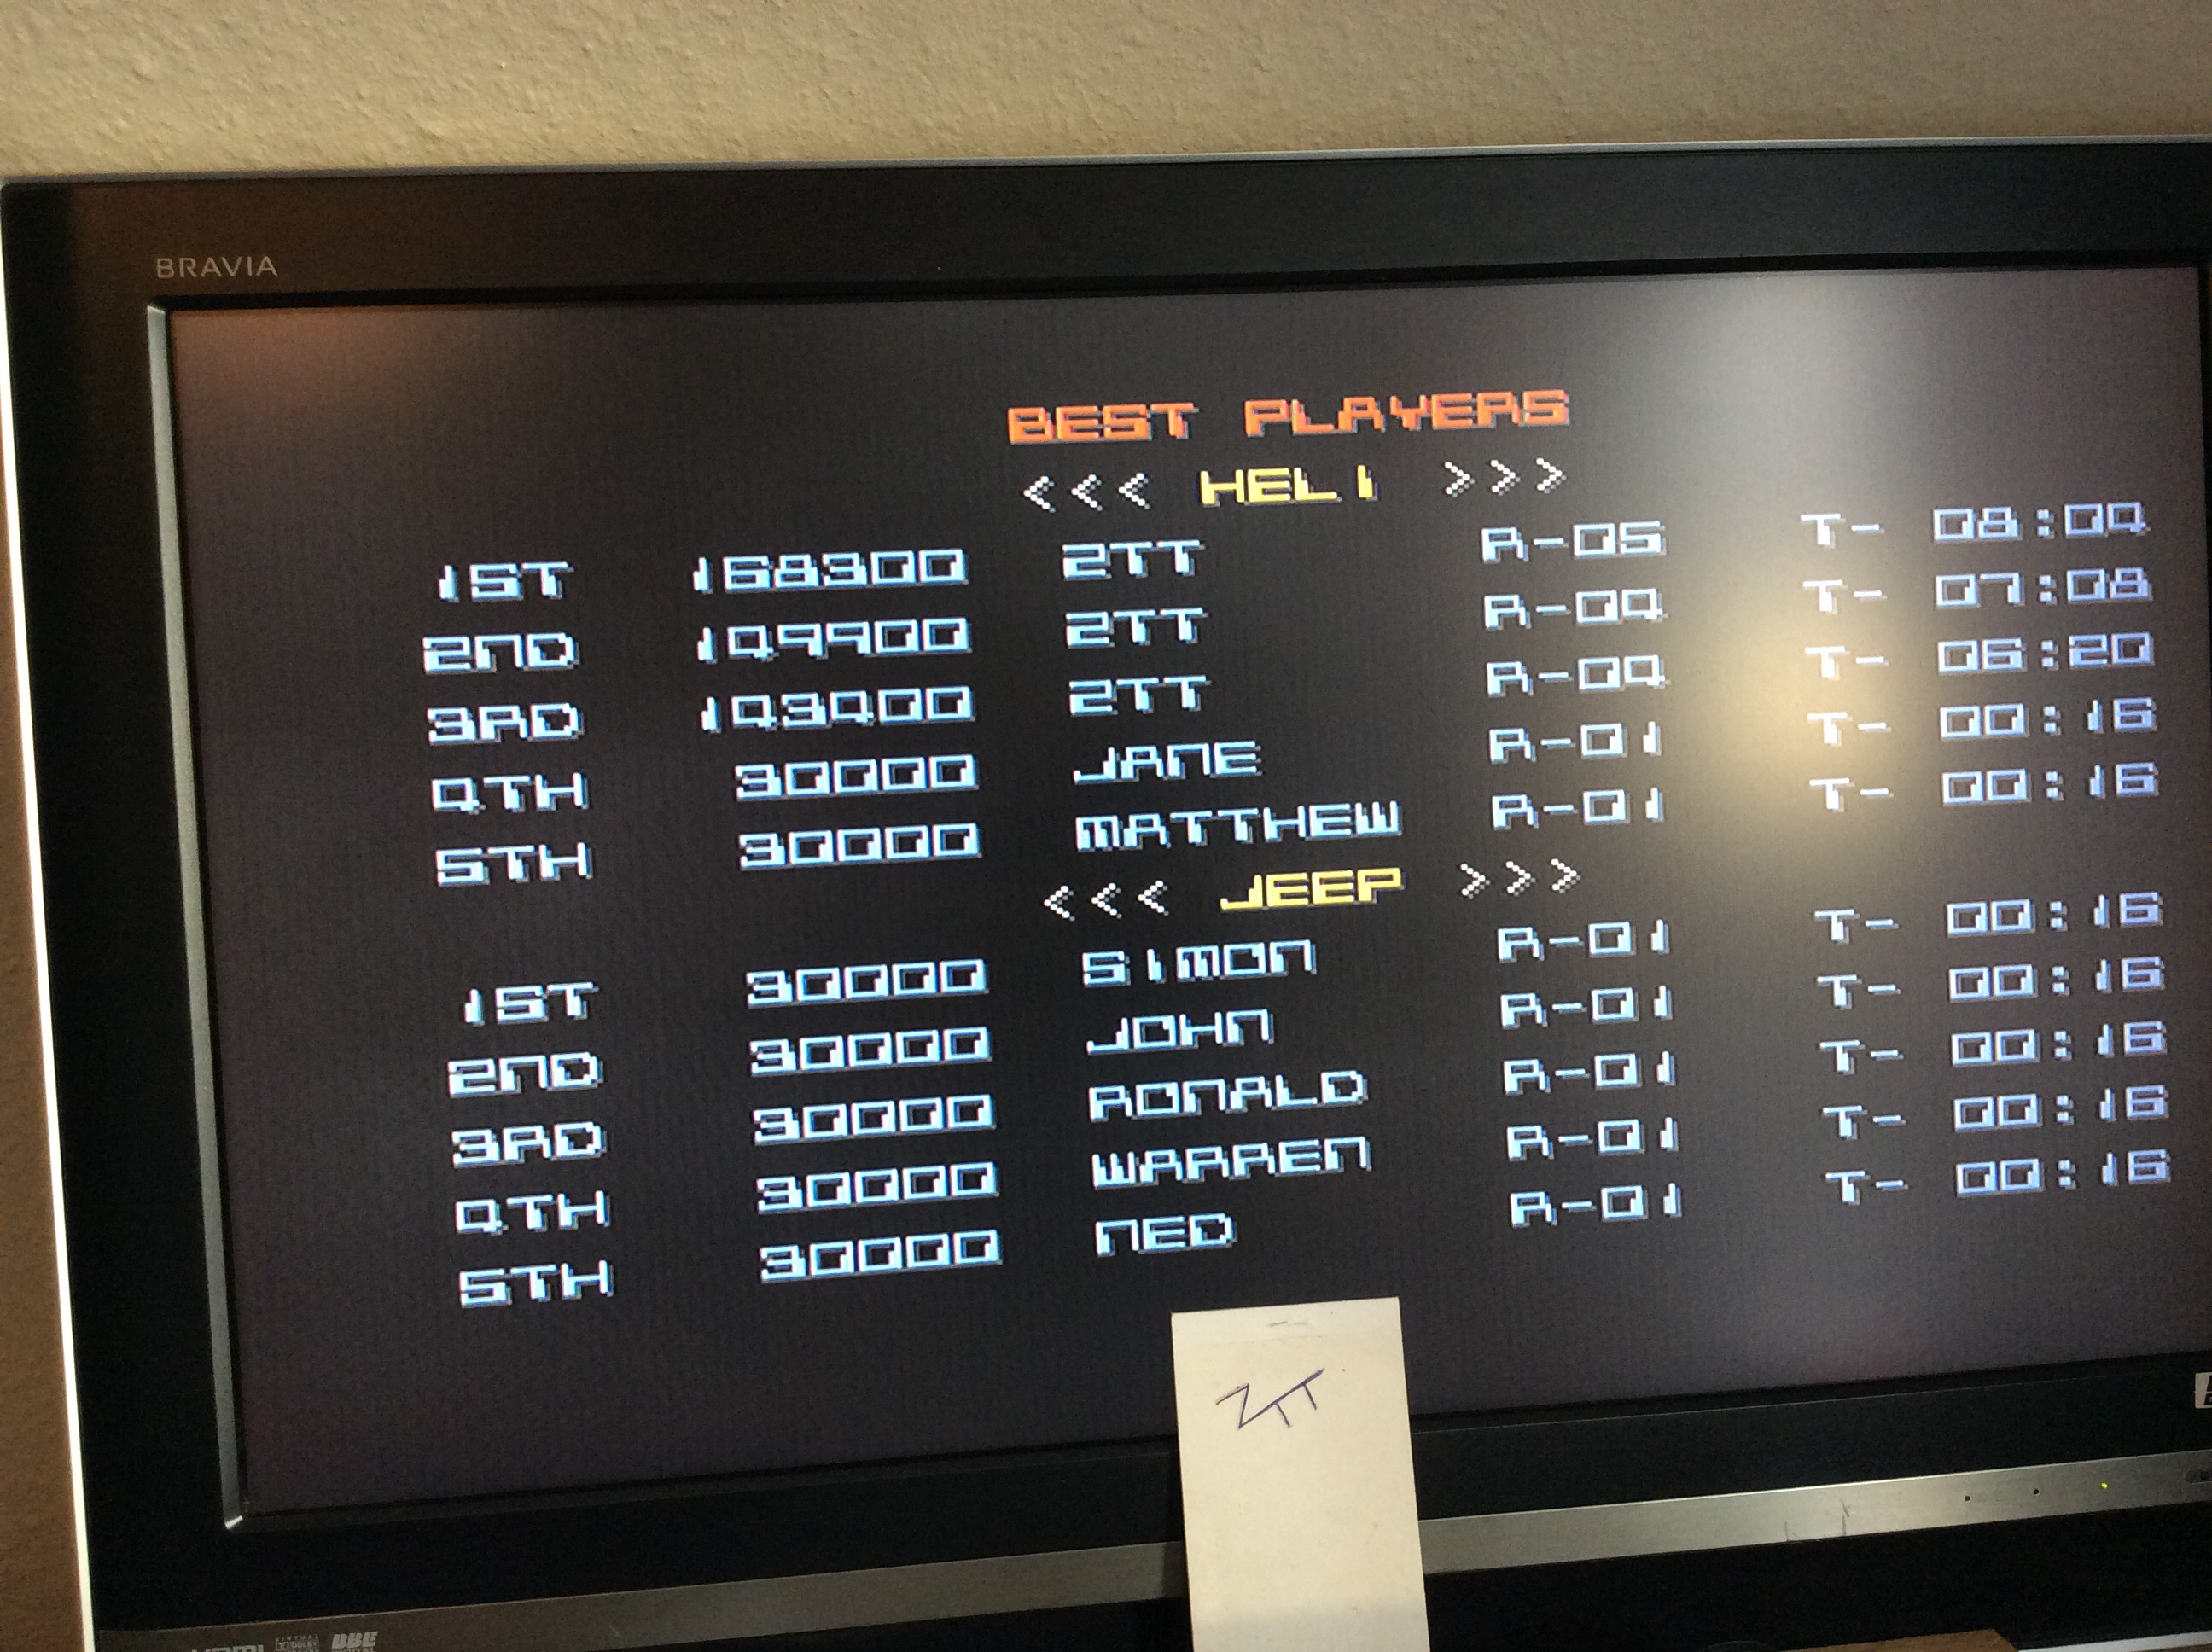 BRAVIA
BEST PLAYERS
<<< HELI >>>
1ST 168300 ZTT R-05 T- 08:04
2ND 149900 ZTT R-04 T- 07:08
3RD 143400 ZTT R-04 T- 06:20
4TH 30000 JANE R-01 T- 00:16
5TH 30000 MATTHEW R-01 T- 00:16
<<< JEEP >>>
1ST 30000 SIMON R-01 T- 00:16
2ND 30000 JOHN R-01 T- 00:16
3RD 30000 RONALD R-01 T- 00:16
4TH 30000 WARREN R-01 T- 00:16
5TH 30000 NED R-01 T- 00:16
ZTT
BBE